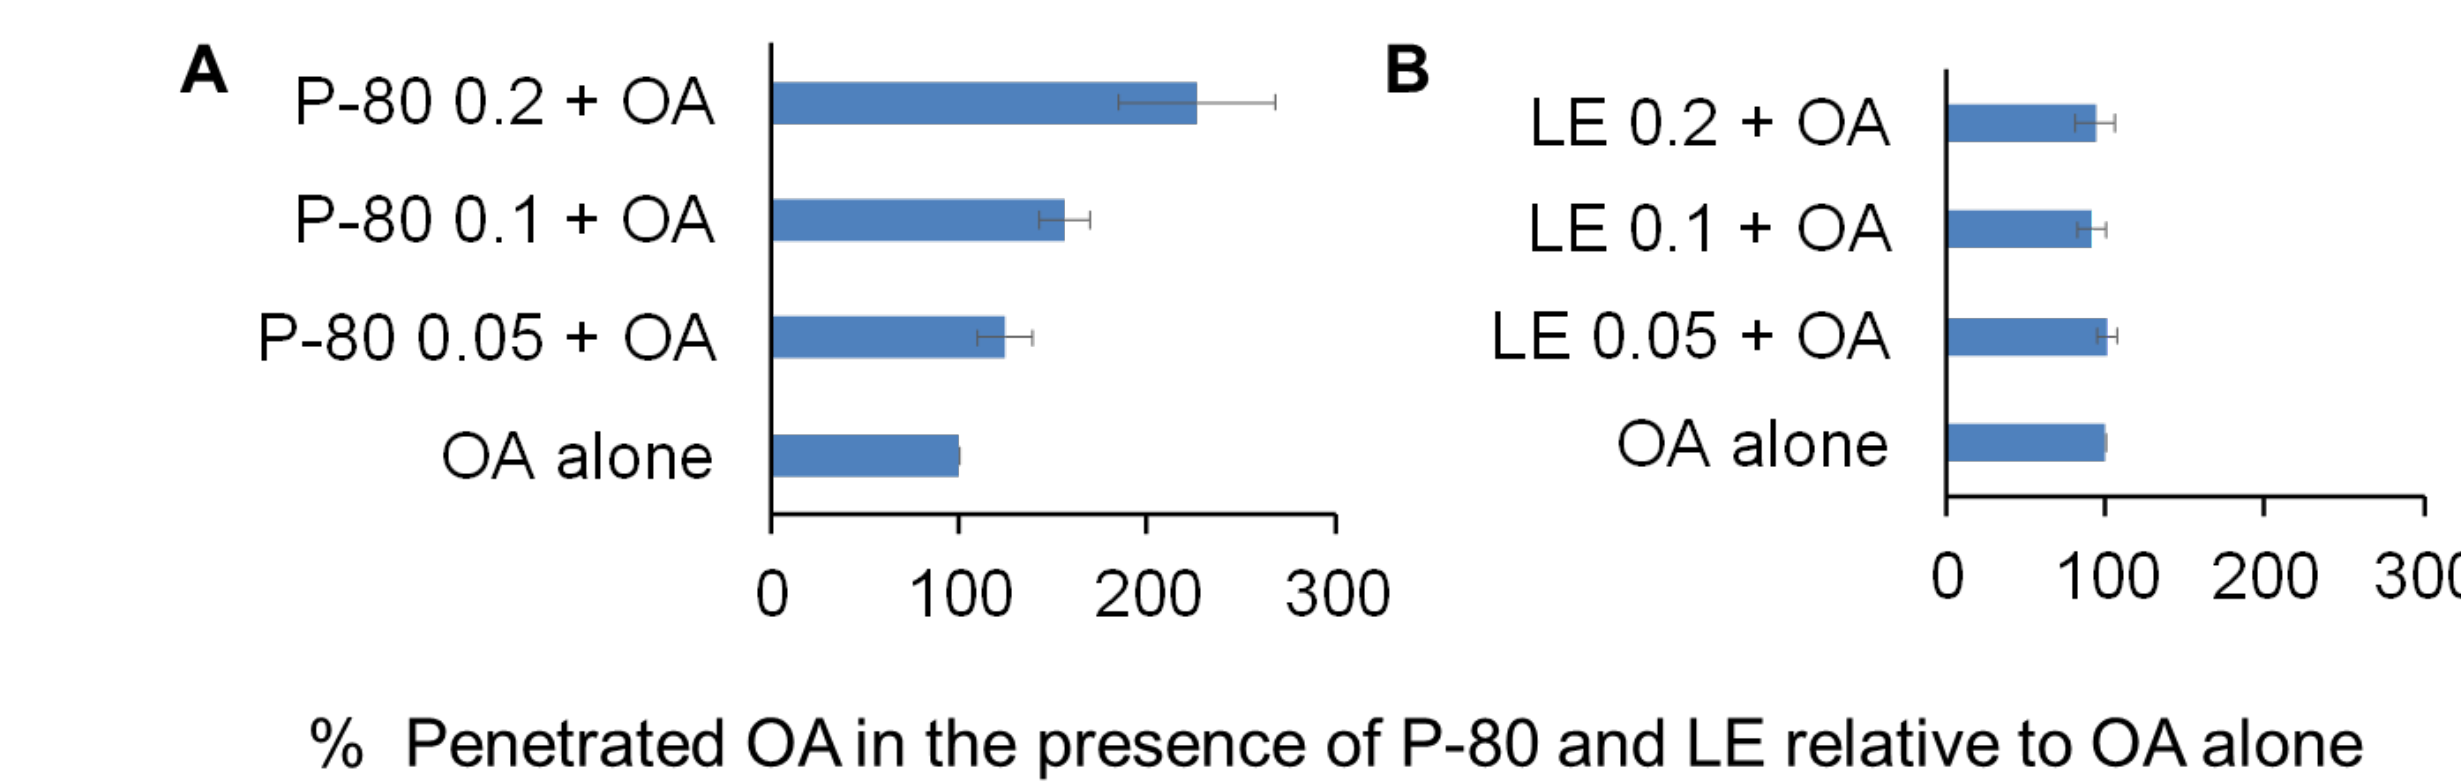 A
P-80 0.2 + OA
P-80 0.1 + OA
P-80 0.05 + OA
OA alone
0 100 200 300
B
LE 0.2 + OA
LE 0.1 + OA
LE 0.05 + OA
OA alone
0 100 200 300
% Penetrated OA in the presence of P-80 and LE relative to OA alone